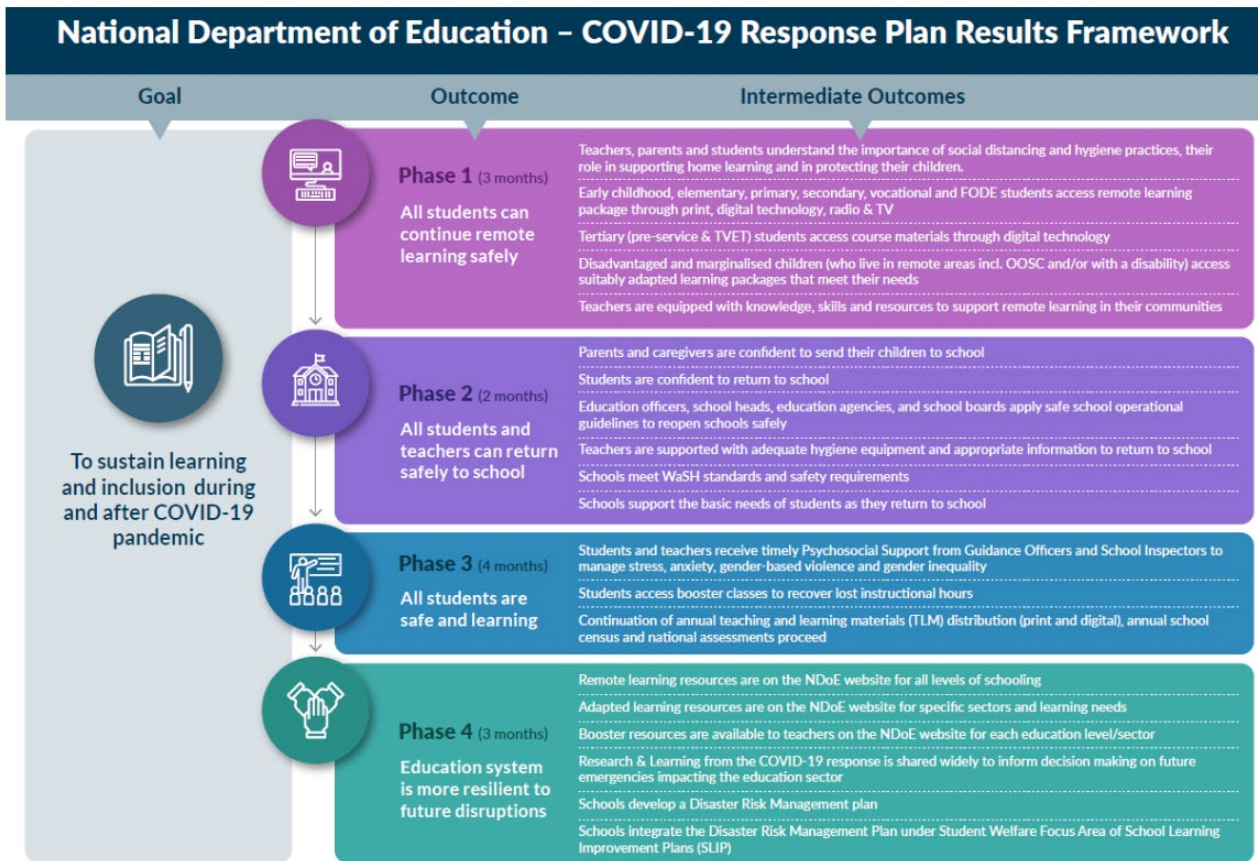 National Department of Education – COVID-19 Response Plan Results Framework
Goal
Outcome
Intermediate Outcomes
To sustain learning
and inclusion during
and after COVID-19
pandemic
Phase 1 (3 months)
All students can
continue remote
learning safely
Teachers, parents and students understand the importance of social distancing and hygiene practices, their
role in supporting home learning and in protecting their children.
Early childhood, elementary, primary, secondary, vocational and FODE students access remote learning
package through print, digital technology, radio & TV
Tertiary (pre-service & TVET) students access course materials through digital technology
Disadvantaged and marginalised children (who live in remote areas incl. OOSC and/or with a disability) access
suitably adapted learning packages that meet their needs
Teachers are equipped with knowledge, skills and resources to support remote learning in their communities
Phase 2 (2 months)
All students and
teachers can return
safely to school
Parents and caregivers are confident to send their children to school
Students are confident to return to school
Education officers, school heads, education agencies, and school boards apply safe school operational
guidelines to reopen schools safely
Teachers are supported with adequate hygiene equipment and appropriate information to return to school
Schools meet WaSH standards and safety requirements
Schools support the basic needs of students as they return to school
Phase 3 (4 months)
All students are
safe and learning
Students and teachers receive timely Psychosocial Support from Guidance Officers and School Inspectors to
manage stress, anxiety, gender-based violence and gender inequality
Students access booster classes to recover lost instructional hours
Continuation of annual teaching and learning materials (TLM) distribution (print and digital), annual school
census and national assessments proceed
Phase 4 (3 months)
Education system
is more resilient to
future disruptions
Remote learning resources are on the NDoE website for all levels of schooling
Adapted learning resources are on the NDoE website for specific sectors and learning needs
Booster resources are available to teachers on the NDoE website for each education level/sector
Research & Learning from the COVID-19 response is shared widely to inform decision making on future
emergencies impacting the education sector
Schools develop a Disaster Risk Management plan
Schools integrate the Disaster Risk Management Plan under Student Welfare Focus Area of School Learning
Improvement Plans (SLIP)